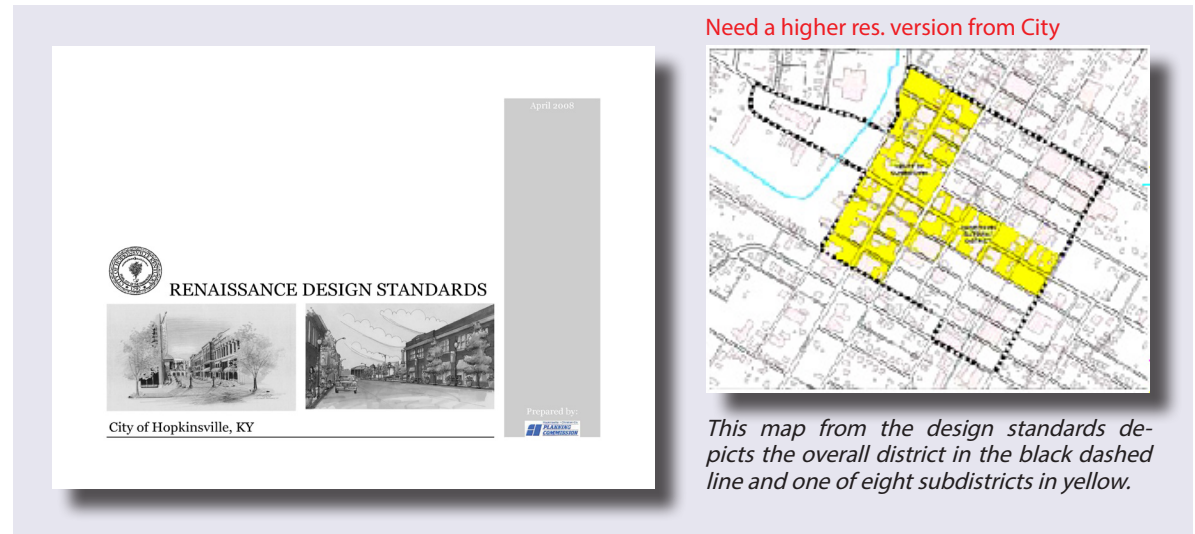 April 2008
RENAISSANCE DESIGN STANDARDS
City of Hopkinsville, KY
Prepared by:
PLANNING
COMMISSION
Need a higher res. version from City
This map from the design standards de-
picts the overall district in the black dashed
line and one of eight subdistricts in yellow.